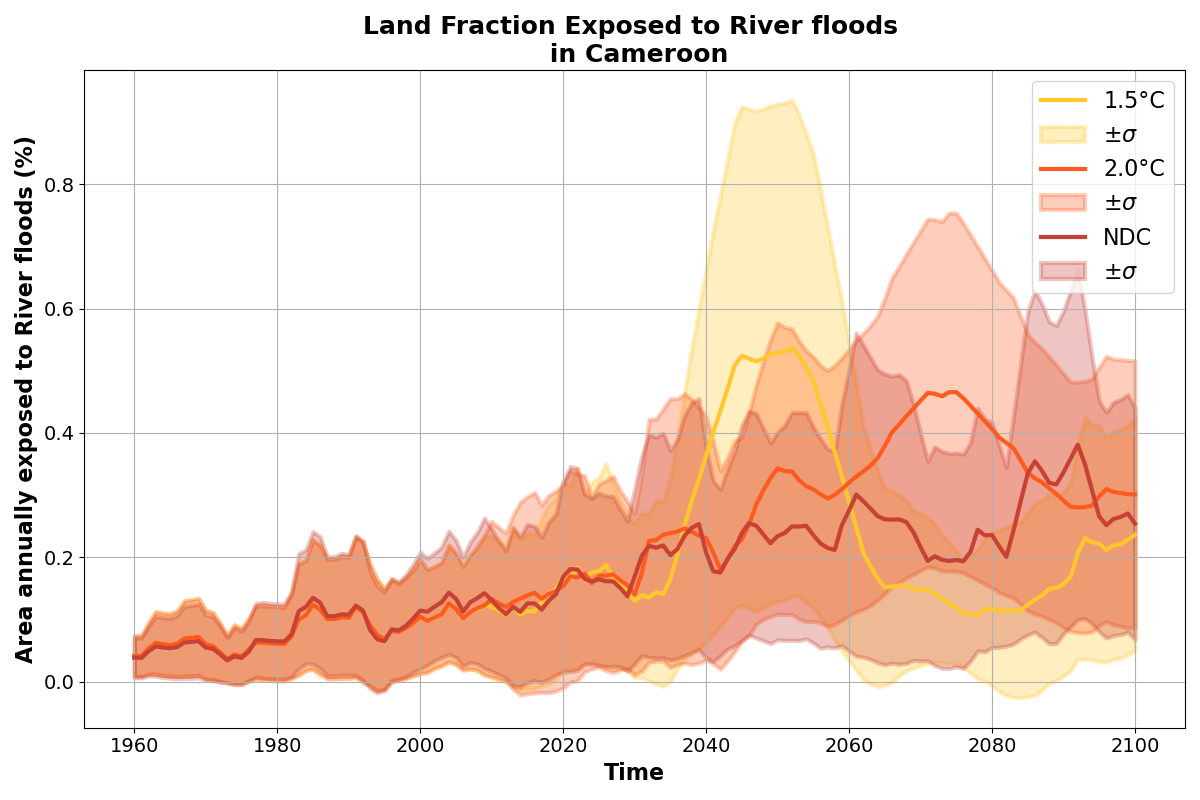 Land Fraction Exposed to River floods
in Cameroon
Area annually exposed to River floods (%)
0.8
0.6
0.4
0.2
0.0
1960
1980
2000
2020
2040
2060
2080
2100
Time
1.5°C
±σ
2.0°C
±σ
NDC
±σ